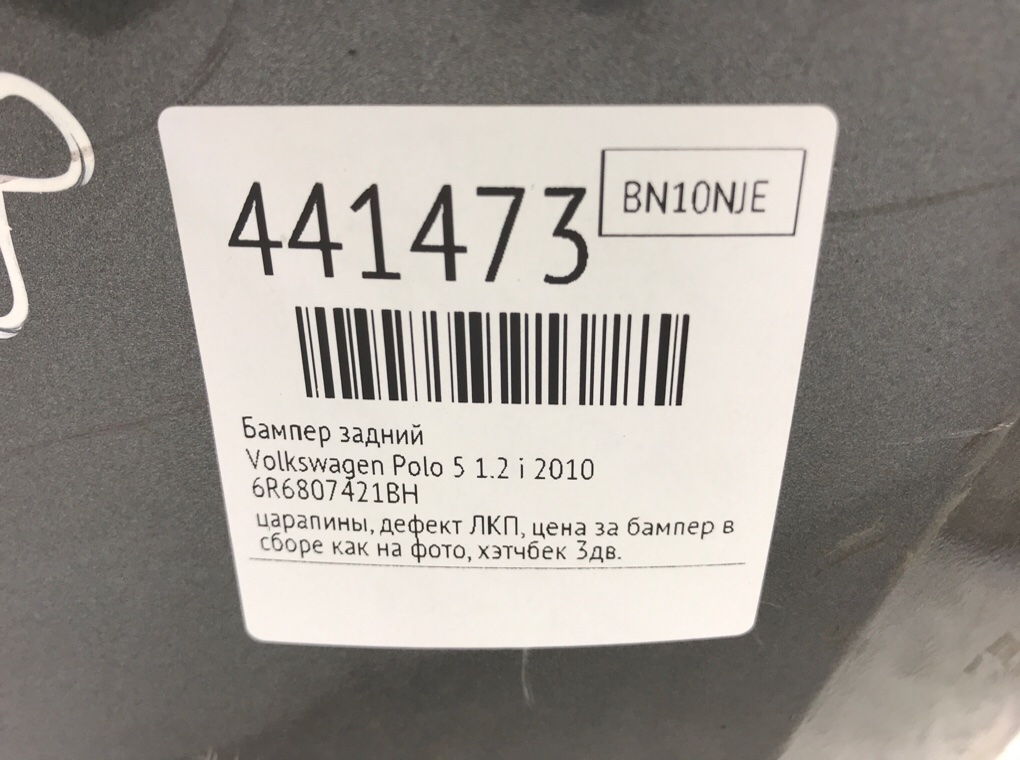 441473
BN10NJE
Бампер задний
Volkswagen Polo 5 1.2 i 2010
6R6807421BH
царапины, дефект ЛКП, цена за бампер в
сборе как на фото, хэтчбек 3дв.